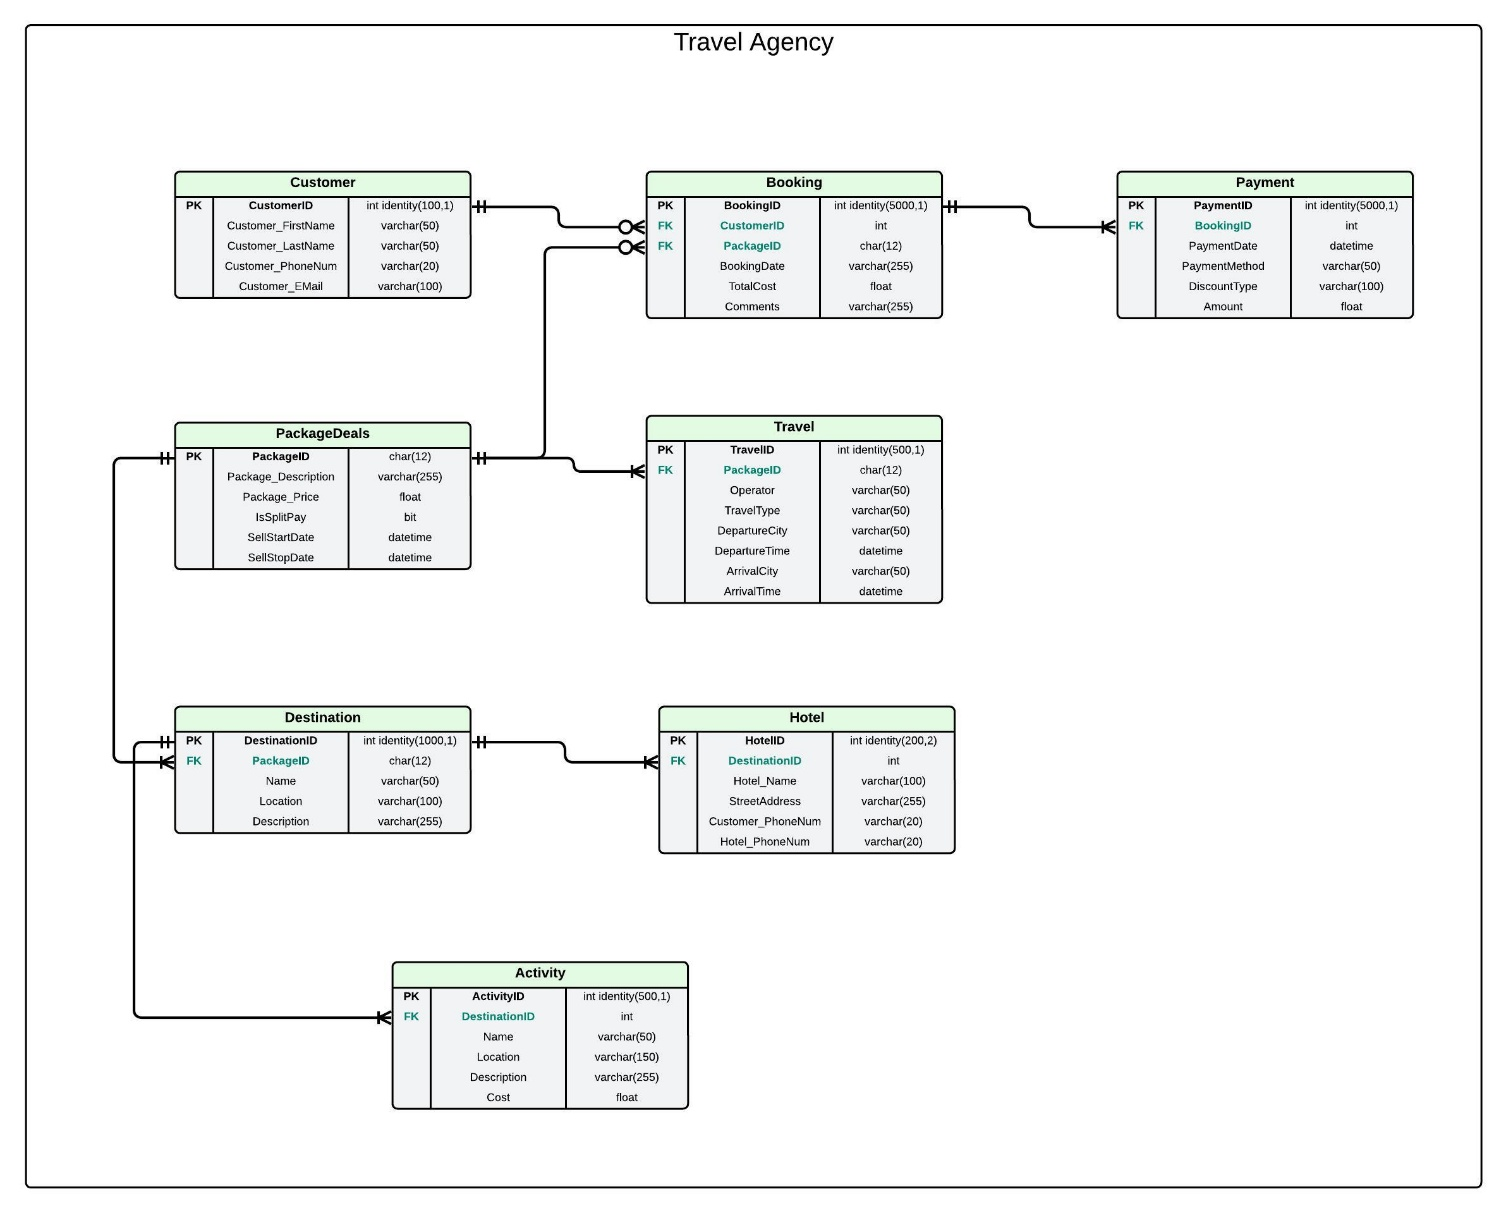 Travel Agency
Customer
PK CustomerID int identity(100,1)
Customer_FirstName varchar(50)
Customer_LastName varchar(50)
Customer_PhoneNum varchar(20)
Customer_EMail varchar(100)
Booking
PK BookingID int identity(5000,1)
FK CustomerID int
FK PackageID char(12)
BookingDate varchar(255)
TotalCost float
Comments varchar(255)
Payment
PK PaymentID int identity(5000,1)
FK BookingID int
PaymentDate datetime
PaymentMethod varchar(50)
DiscountType varchar(100)
Amount float
PackageDeals
PK PackageID char(12)
Package_Description varchar(255)
Package_Price float
IsSplitPay bit
SellStartDate datetime
SellStopDate datetime
Travel
PK TravelID int identity(500,1)
FK PackageID char(12)
Operator varchar(50)
TravelType varchar(50)
DepartureCity varchar(50)
DepartureTime datetime
ArrivalCity varchar(50)
ArrivalTime datetime
Destination
PK DestinationID int identity(1000,1)
FK PackageID char(12)
Name varchar(50)
Location varchar(100)
Description varchar(255)
Hotel
PK HotelID int identity(200,2)
FK DestinationID int
Hotel_Name varchar(100)
StreetAddress varchar(255)
Customer_PhoneNum varchar(20)
Hotel_PhoneNum varchar(20)
Activity
PK ActivityID int identity(500,1)
FK DestinationID int
Name varchar(50)
Location varchar(150)
Description varchar(255)
Cost float